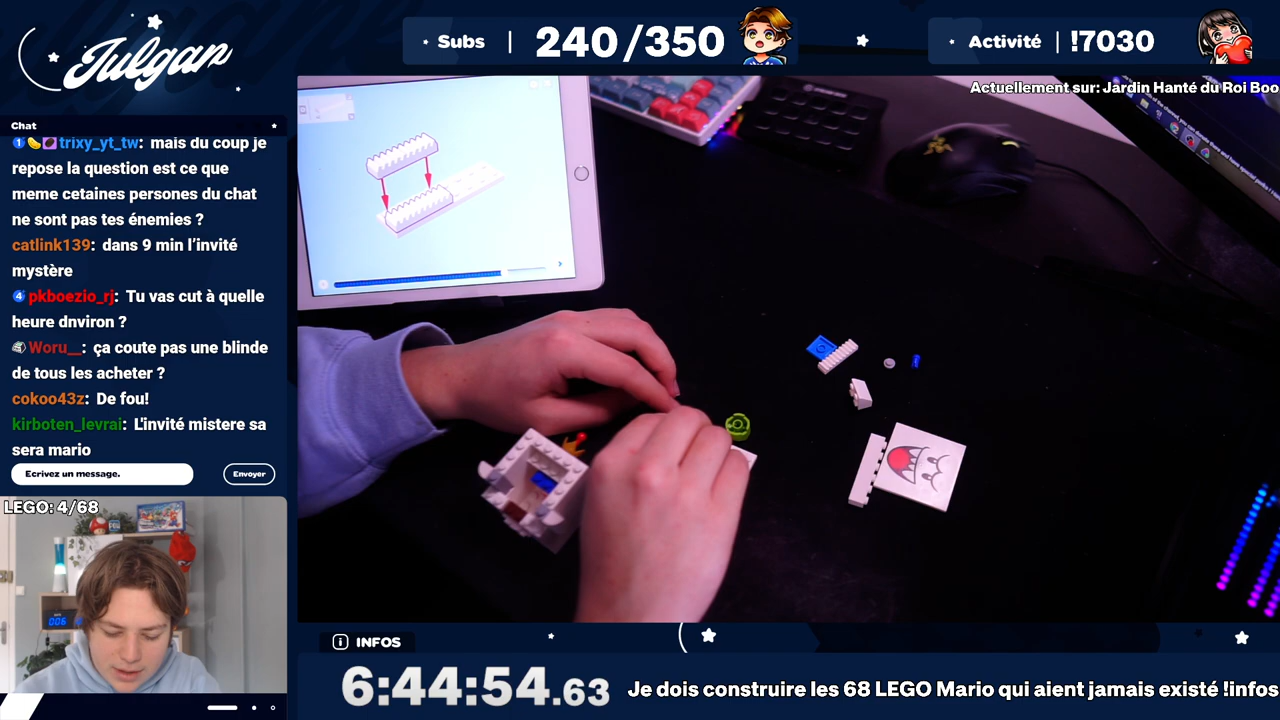 Julgan
Subs | 240/350
Activité | !7030
Actuellement sur: Jardin Hanté du Roi Boo
Chat
trixy_yt_tw: mais du coup je
repose la question est ce que
meme cetaines persones du chat
ne sont pas tes énemies ?
catlink139: dans 9 min l'invité
mystère
4 pkboezio_rj: Tu vas cut à quelle
heure dnviron ?
Woru__: ça coute pas une blinde
de tous les acheter ?
cokoo43z: De fou!
kirboten_levrai: L'invité mistere sa
sera mario
Ecrivez un message.
Envoyer
LEGO: 4/68
INFOS
6:44:54.63
Je dois construire les 68 LEGO Mario qui aient jamais existé !infos